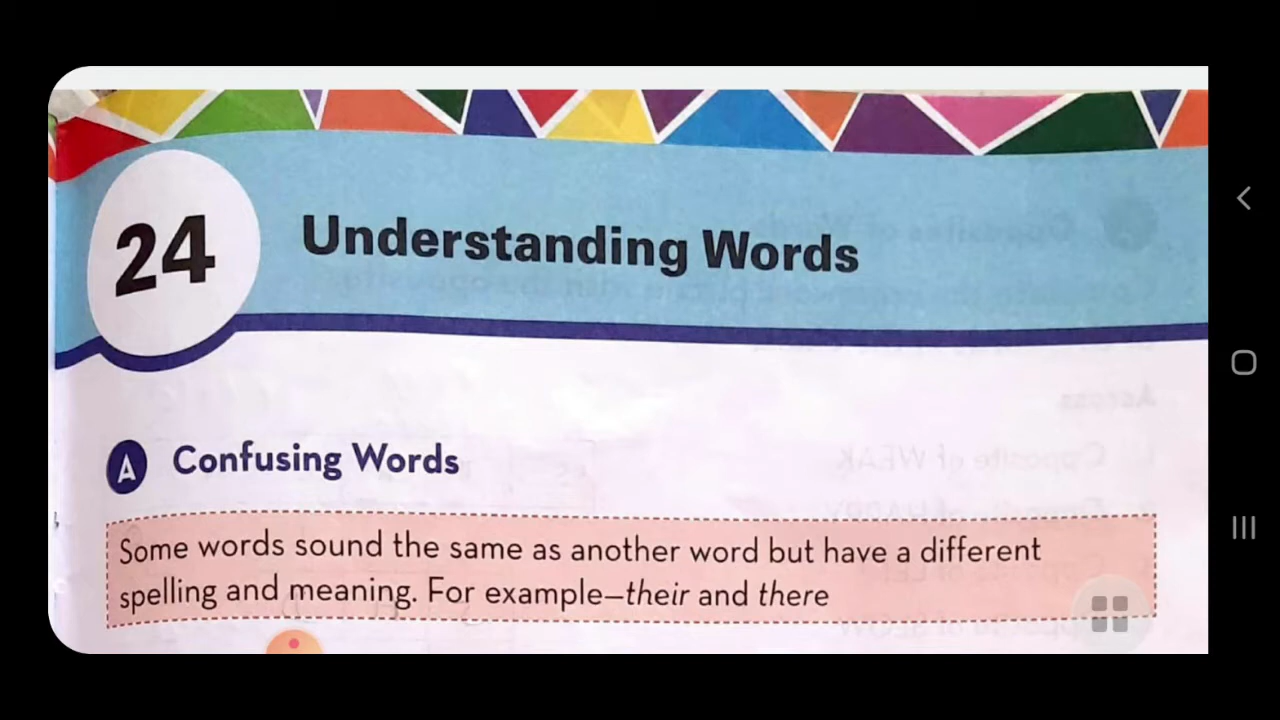 24
Understanding Words
A Confusing Words
Some words sound the same as another word but have a different
spelling and meaning. For example–their and there